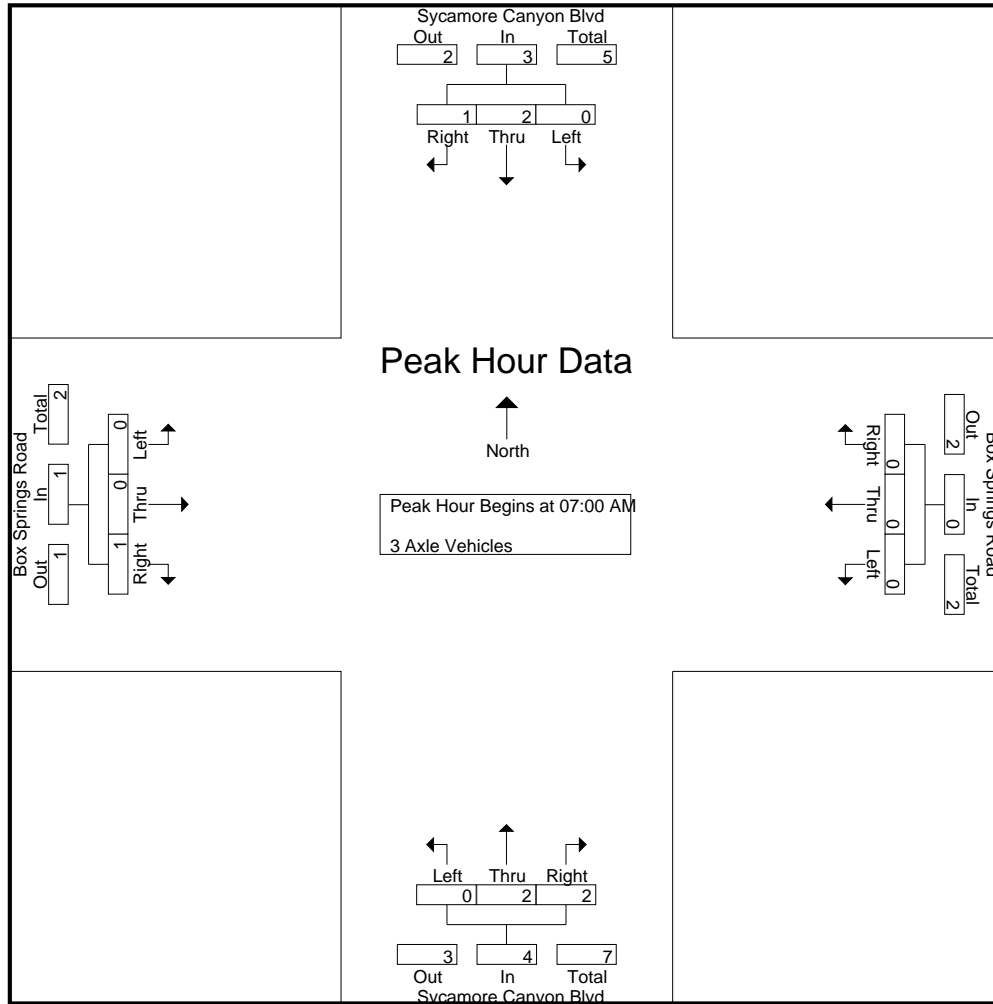 Sycamore Canyon Blvd
Out In Total
2 3 5
1 2 0
Right Thru Left
Peak Hour Data
North
Peak Hour Begins at 07:00 AM
3 Axle Vehicles
Box Springs Road
Total In Out
2 1 1
0 0 1
Left Thru Right
Box Springs Road
Out In Total
2 0 2
0 0 0
Right Thru Left
Left Thru Right
0 2 2
3 4 7
Out In Total
Sycamore Canyon Blvd